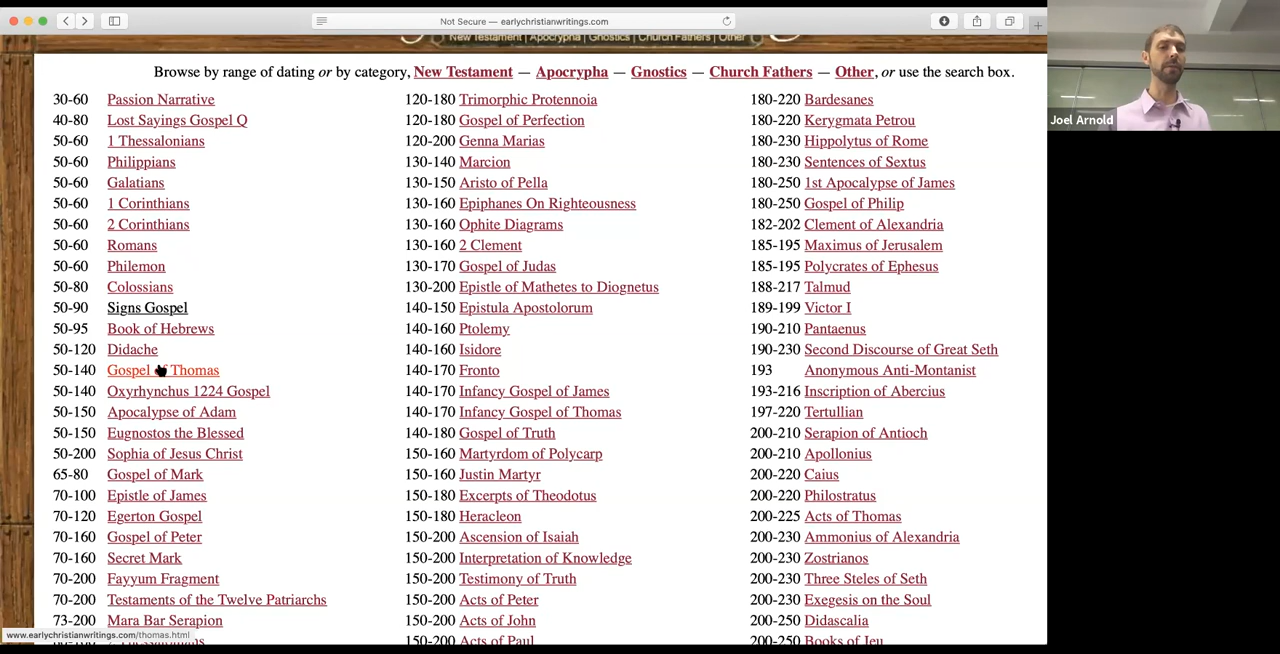 Not Secure — earlychristianwritings.com
New Testament | Apocrypha | Gnostics | Church Fathers | Other
Browse by range of dating or by category, New Testament — Apocrypha — Gnostics — Church Fathers — Other, or use the search box.
30-60 Passion Narrative
40-80 Lost Sayings Gospel Q
50-60 1 Thessalonians
50-60 Philippians
50-60 Galatians
50-60 1 Corinthians
50-60 2 Corinthians
50-60 Romans
50-60 Philemon
50-80 Colossians
50-90 Signs Gospel
50-95 Book of Hebrews
50-120 Didache
50-140 Gospel of Thomas
50-140 Oxyrhynchus 1224 Gospel
50-150 Apocalypse of Adam
50-150 Eugnostos the Blessed
50-200 Sophia of Jesus Christ
65-80 Gospel of Mark
70-100 Epistle of James
70-120 Egerton Gospel
70-160 Gospel of Peter
70-160 Secret Mark
70-200 Fayyum Fragment
70-200 Testaments of the Twelve Patriarchs
73-200 Mara Bar Serapion
120-180 Trimorphic Protennoia
120-180 Gospel of Perfection
120-200 Genna Marias
130-140 Marcion
130-150 Aristo of Pella
130-160 Epiphanes On Righteousness
130-160 Ophite Diagrams
130-160 2 Clement
130-170 Gospel of Judas
130-200 Epistle of Mathetes to Diognetus
140-150 Epistula Apostolorum
140-160 Ptolemy
140-160 Isidore
140-170 Fronto
140-170 Infancy Gospel of James
140-170 Infancy Gospel of Thomas
140-180 Gospel of Truth
150-160 Martyrdom of Polycarp
150-160 Justin Martyr
150-180 Excerpts of Theodotus
150-180 Heracleon
150-200 Ascension of Isaiah
150-200 Interpretation of Knowledge
150-200 Testimony of Truth
150-200 Acts of Peter
150-200 Acts of John
150-200 Acts of Paul
180-220 Bardesanes
180-220 Kerygmata Petrou
180-230 Hippolytus of Rome
180-230 Sentences of Sextus
180-250 1st Apocalypse of James
180-250 Gospel of Philip
182-202 Clement of Alexandria
185-195 Maximus of Jerusalem
185-195 Polycrates of Ephesus
188-217 Talmud
189-199 Victor I
190-210 Pantaenus
190-230 Second Discourse of Great Seth
193 Anonymous Anti-Montanist
193-216 Inscription of Abercius
197-220 Tertullian
200-210 Serapion of Antioch
200-210 Apollonius
200-220 Caius
200-220 Philostratus
200-225 Acts of Thomas
200-230 Ammonius of Alexandria
200-230 Zostrianos
200-230 Three Steles of Seth
200-230 Exegesis on the Soul
200-250 Didascalia
200-250 Books of Jeu
www.earlychristianwritings.com/thomas.html
Joel Arnold